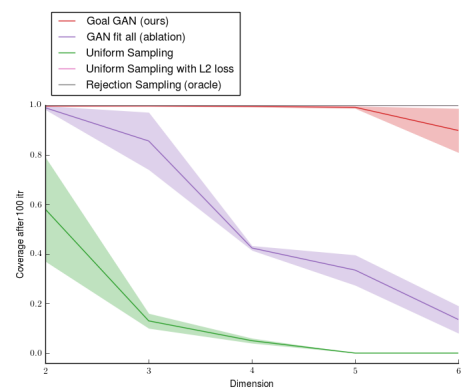 Goal GAN (ours)
GAN fit all (ablation)
Uniform Sampling
Uniform Sampling with L2 loss
Rejection Sampling (oracle)
1.0
0.8
0.6
0.4
0.2
0.0
Coverage after 100 itr
2
3
4
5
6
Dimension